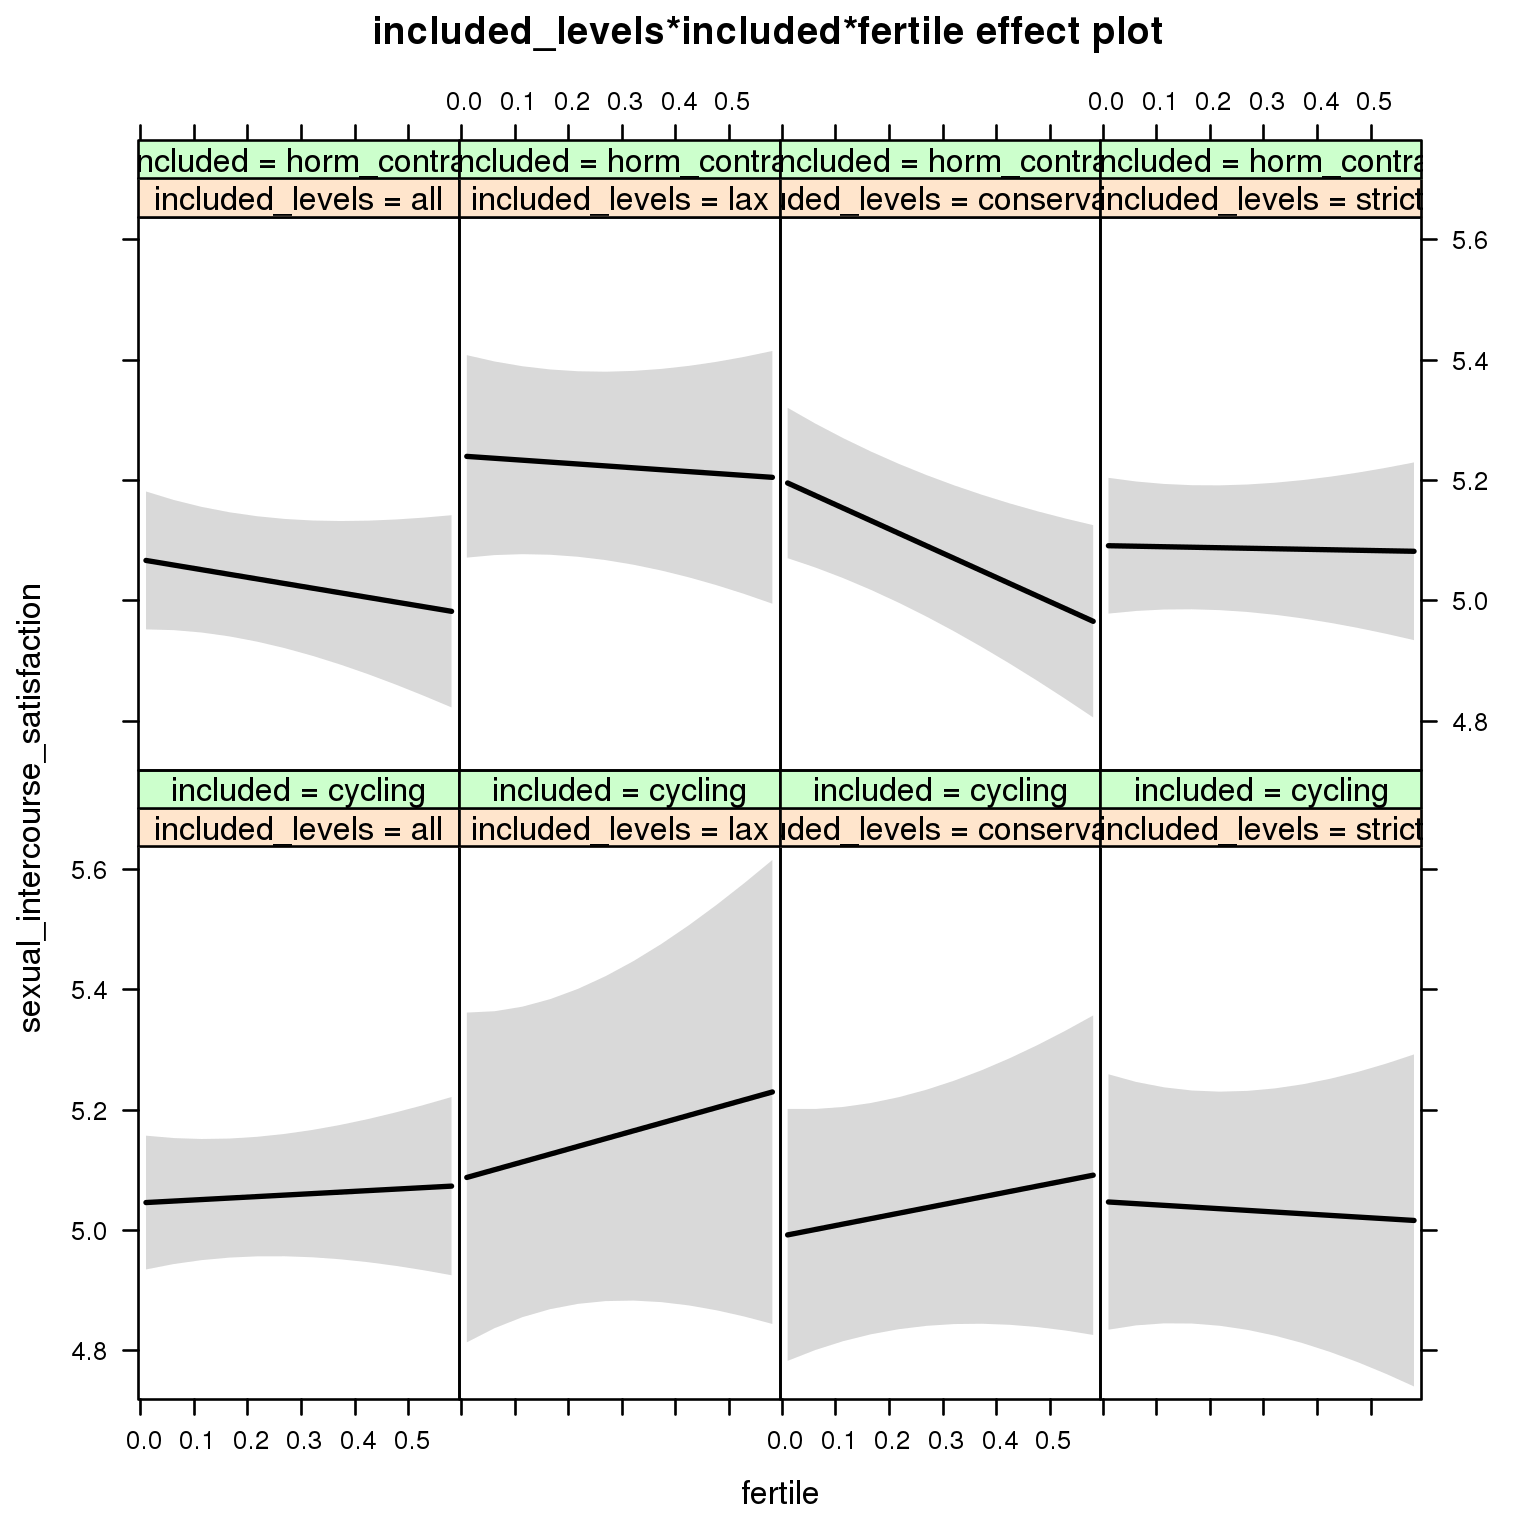 included_levels*included*fertile effect plot
0.0 0.1 0.2 0.3 0.4 0.5 0.0 0.1 0.2 0.3 0.4 0.5
ncluded = horm_contra ncluded = horm_contra ncluded = horm_contra ncluded = horm_contra
included_levels = all included_levels = lax uded_levels = conserva included_levels = strict
5.6
5.4
5.2
5.0
4.8
sexual_intercourse_satisfaction
included = cycling included = cycling included = cycling included = cycling
included_levels = all included_levels = lax uded_levels = conserva included_levels = strict
5.6
5.4
5.2
5.0
4.8
0.0 0.1 0.2 0.3 0.4 0.5 0.0 0.1 0.2 0.3 0.4 0.5
fertile